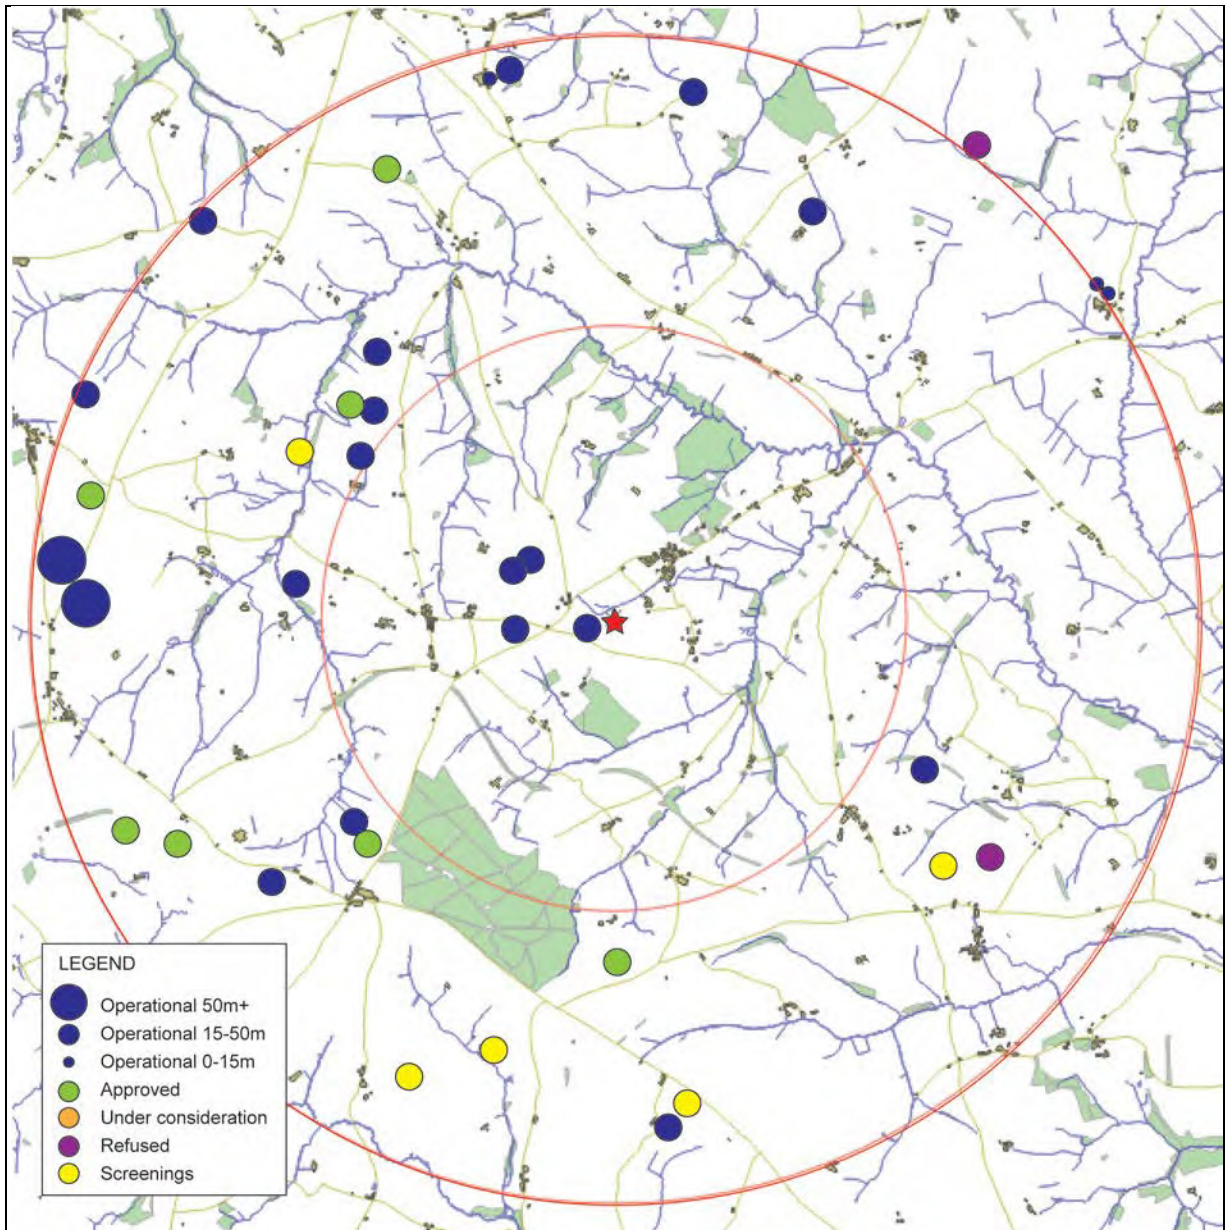 LEGEND
Operational 50m+
Operational 15-50m
Operational 0-15m
Approved
Under consideration
Refused
Screenings